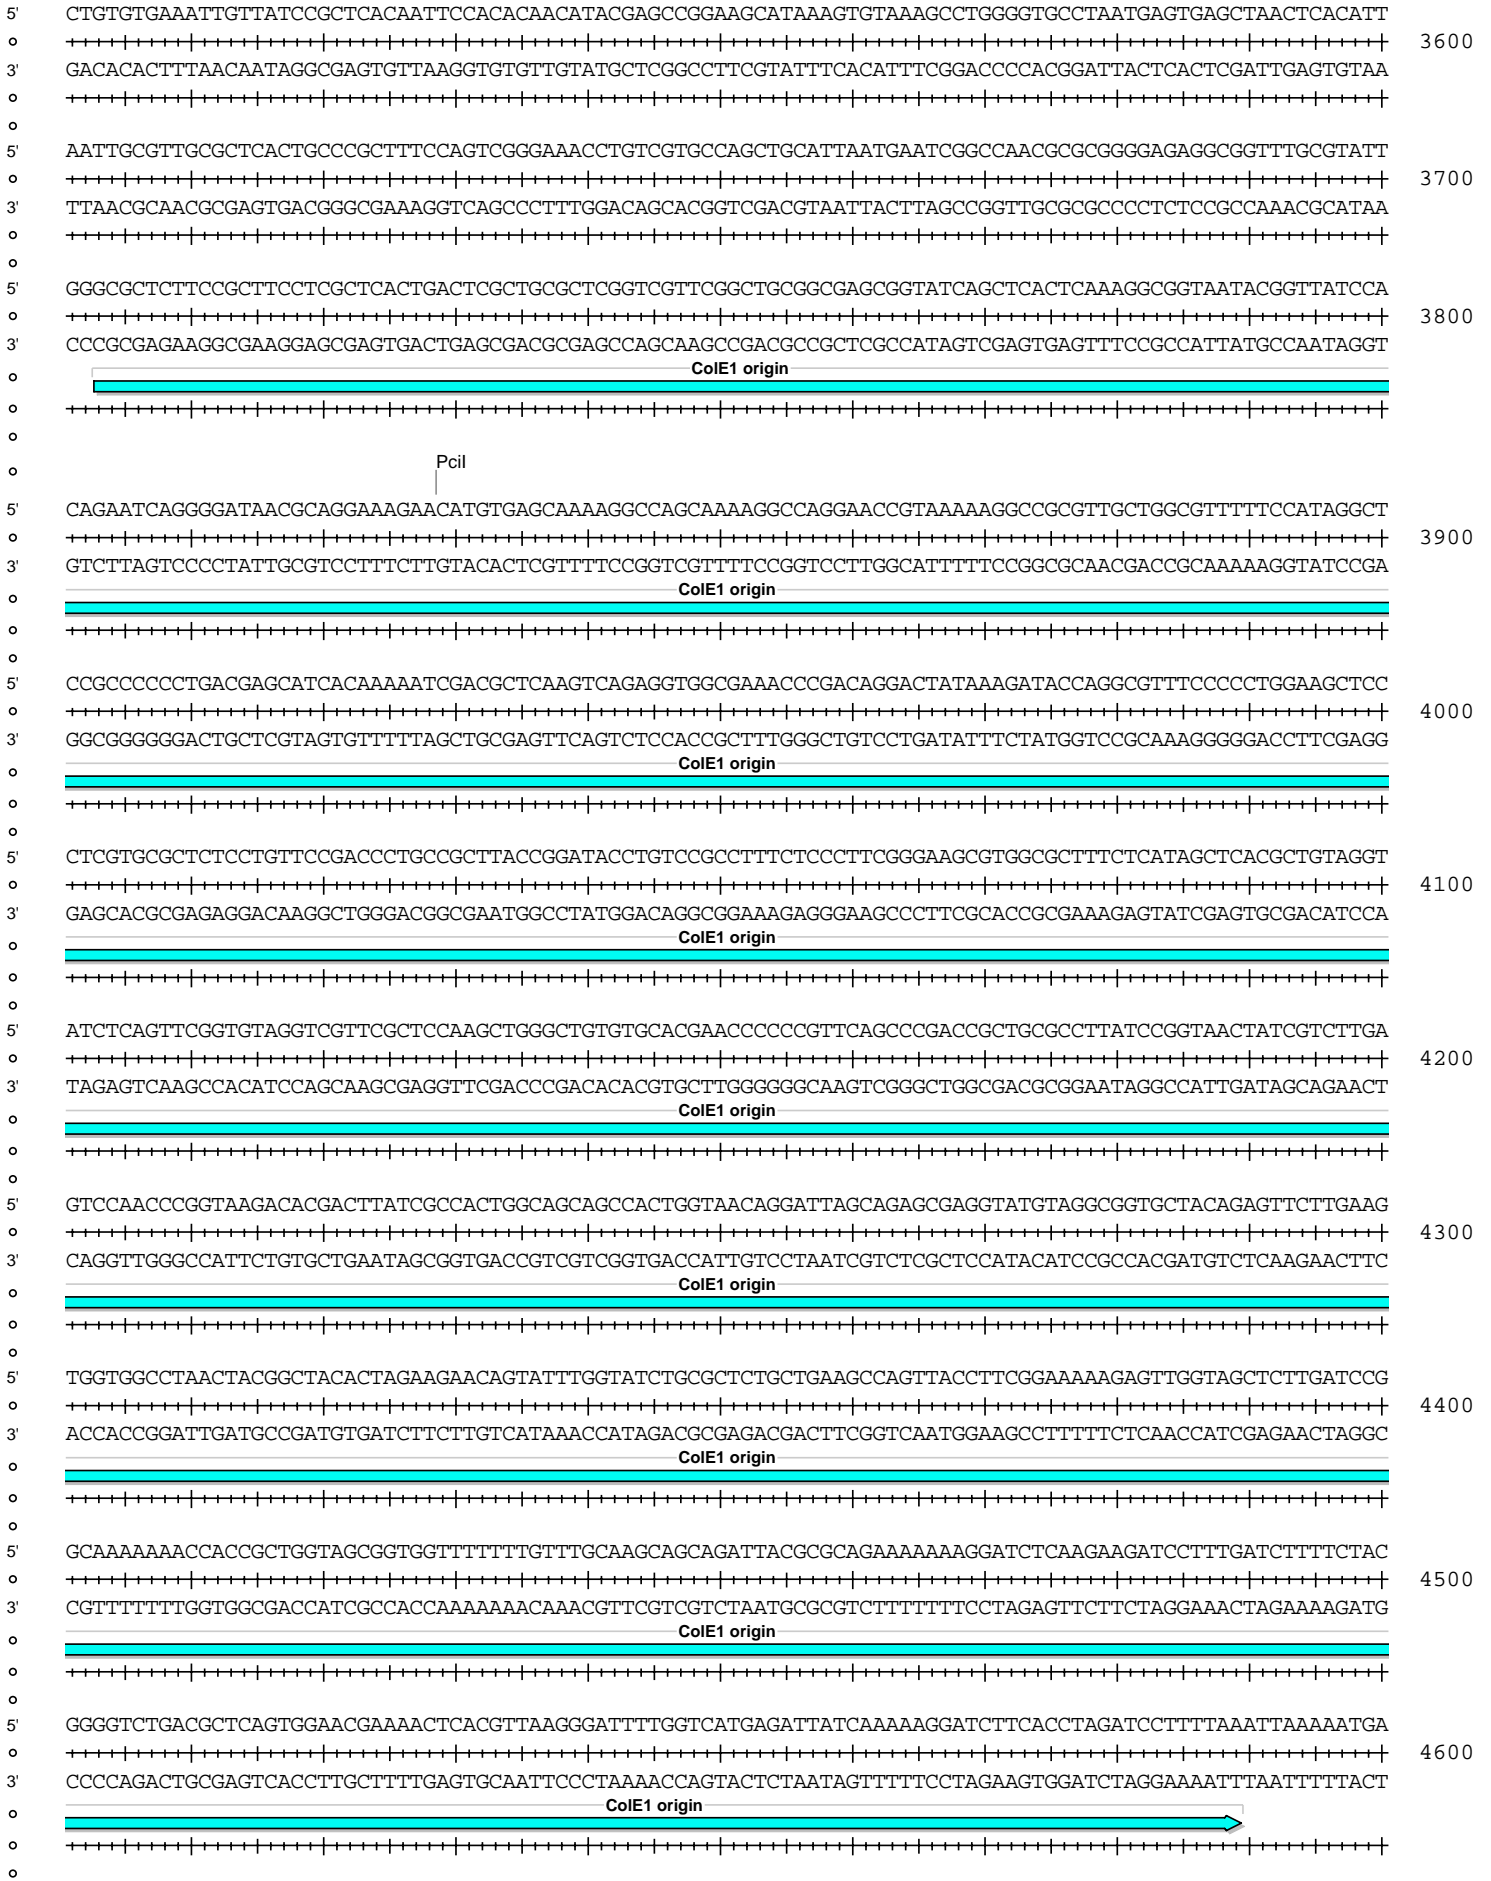 5' CTGTGTGAAATTGTTATCCGCTCACAATTCCACACAACATACGAGCCGGAAGCATAAAGTGTAAAGCCTGGGGTGCCTAATGAGTGAGCTAACTCACATT
3600
3' GACACACTTTAACAATAGGCGAGTGTTAAGGTGTGTTGTATGCTCGGCCTTCGTATTTCACATTTCGGACCCCACGGATTACTCACTCGATTGAGTGTAA
5' AATTGCGTTGCGCTCACTGCCCGCTTTCCAGTCGGGAAACCTGTCGTGCCAGCTGCATTAATGAATCGGCCAACGCGCGGGGAGAGGCGGTTTGCGTATT
3700
3' TTAACGCAACGCGAGTGACGGGCGAAAGGTCAGCCCTTTGGACAGCACGGTCGACGTAATTACTTAGCCGGTTGCGCGCCCCTCTCCGCCAAACGCATAA
5' GGGCGCTCTTCCGCTTCCTCGCTCACTGACTCGCTGCGCTCGGTCGTTCGGCTGCGGCGAGCGGTATCAGCTCACTCAAAGGCGGTAATACGGTTATCCA
3800
3' CCCGCGAGAAGGCGAAGGAGCGAGTGACTGAGCGACGCGAGCCAGCAAGCCGACGCCGCTCGCCATAGTCGAGTGAGTTTCCGCCATTATGCCAATAGGT
ColE1 origin
PciI
5' CAGAATCAGGGGATAACGCAGGAAAGAACATGTGAGCAAAAGGCCAGCAAAAGGCCAGGAACCGTAAAAAGGCCGCGTTGCTGGCGTTTTTCCATAGGCT
3900
3' GTCTTAGTCCCCTATTGCGTCCTTTCTTGTACACTCGTTTTCCGGTCGTTTTCCGGTCCTTGGCATTTTTCCGGCGCAACGACCGCAAAAAGGTATCCGA
ColE1 origin
5' CCGCCCCCCTGACGAGCATCACAAAAATCGACGCTCAAGTCAGAGGTGGCGAAACCCGACAGGACTATAAAGATACCAGGCGTTTCCCCCTGGAAGCTCC
4000
3' GGCGGGGGGACTGCTCGTAGTGTTTTTAGCTGCGAGTTCAGTCTCCACCGCTTTGGGCTGTCCTGATATTTCTATGGTCCGCAAAGGGGGACCTTCGAGG
ColE1 origin
5' CTCGTGCGCTCTCCTGTTCCGACCCTGCCGCTTACCGGATACCTGTCCGCCTTTCTCCCTTCGGGAAGCGTGGCGCTTTCTCATAGCTCACGCTGTAGGT
4100
3' GAGCACGCGAGAGGACAAGGCTGGGACGGCGAATGGCCTATGGACAGGCGGAAAGAGGGAAGCCCTTCGCACCGCGAAAGAGTATCGAGTGCGACATCCA
ColE1 origin
5' ATCTCAGTTCGGTGTAGGTCGTTCGCTCCAAGCTGGGCTGTGTGCACGAACCCCCCGTTCAGCCCGACCGCTGCGCCTTATCCGGTAACTATCGTCTTGA
4200
3' TAGAGTCAAGCCACATCCAGCAAGCGAGGTTCGACCCGACACACGTGCTTGGGGGGCAAGTCGGGCTGGCGACGCGGAATAGGCCATTGATAGCAGAACT
ColE1 origin
5' GTCCAACCCGGTAAGACACGACTTATCGCCACTGGCAGCAGCCACTGGTAACAGGATTAGCAGAGCGAGGTATGTAGGCGGTGCTACAGAGTTCTTGAAG
4300
3' CAGGTTGGGCCATTCTGTGCTGAATAGCGGTGACCGTCGTCGGTGACCATTGTCCTAATCGTCTCGCTCCATACATCCGCCACGATGTCTCAAGAACTTC
ColE1 origin
5' TGGTGGCCTAACTACGGCTACACTAGAAGAACAGTATTTGGTATCTGCGCTCTGCTGAAGCCAGTTACCTTCGGAAAAAGAGTTGGTAGCTCTTGATCCG
4400
3' ACCACCGGATTGATGCCGATGTGATCTTCTTGTCATAAACCATAGACGCGAGACGACTTCGGTCAATGGAAGCCTTTTTCTCAACCATCGAGAACTAGGC
ColE1 origin
5' GCAAAAAAACCACCGCTGGTAGCGGTGGTTTTTTTGTTTGCAAGCAGCAGATTACGCGCAGAAAAAAAGGATCTCAAGAAGATCCTTTGATCTTTTCTAC
4500
3' CGTTTTTTTGGTGGCGACCATCGCCACCAAAAAAACAAACGTTCGTCGTCTAATGCGCGTCTTTTTTTCCTAGAGTTCTTCTAGGAAACTAGAAAAGATG
ColE1 origin
5' GGGGTCTGACGCTCAGTGGAACGAAAACTCACGTTAAGGGATTTTGGTCATGAGATTATCAAAAAGGATCTTCACCTAGATCCTTTTAAATTAAAAATGA
4600
3' CCCCAGACTGCGAGTCACCTTGCTTTTGAGTGCAATTCCCTAAAACCAGTACTCTAATAGTTTTTCCTAGAAGTGGATCTAGGAAAATTTAATTTTTACT
ColE1 origin